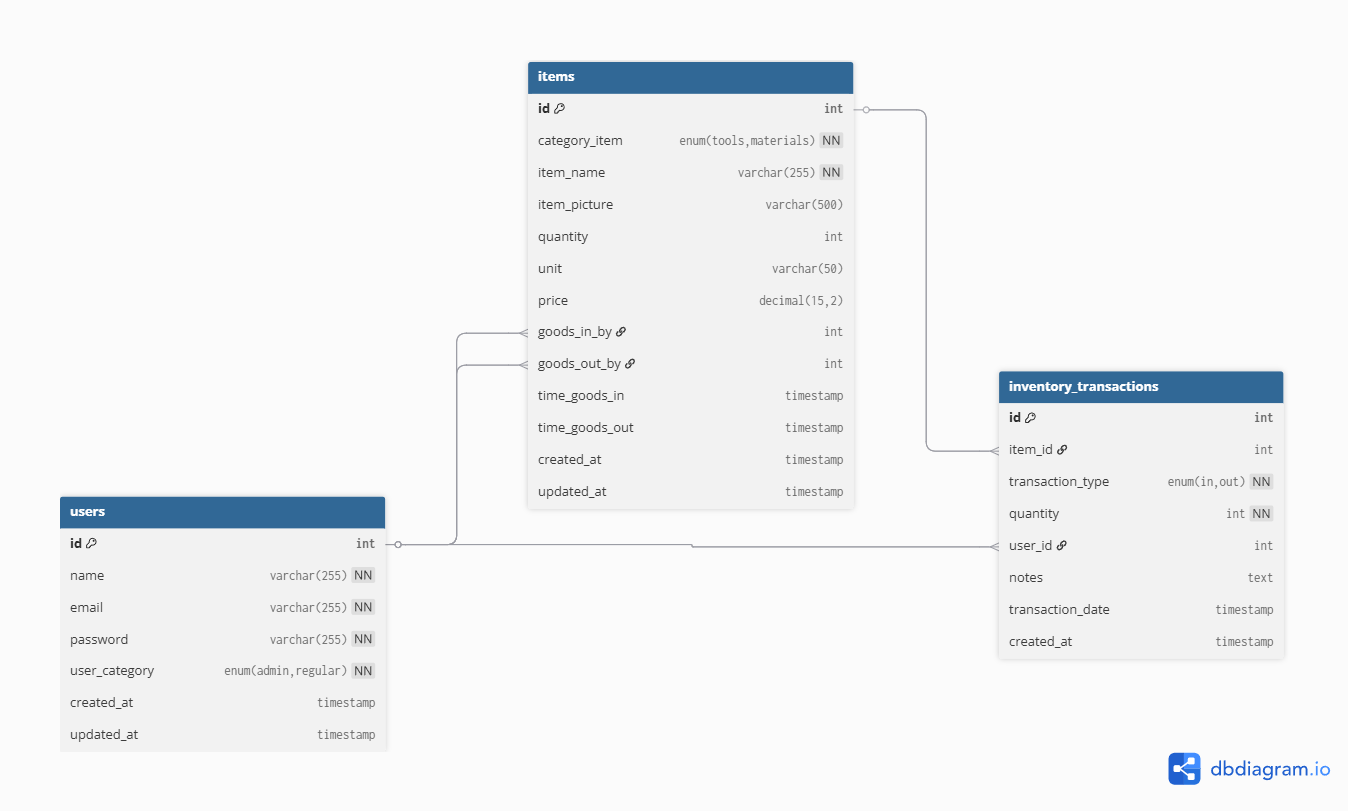 items
id int
category_item enum(tools,materials) NN
item_name varchar(255) NN
item_picture varchar(500)
quantity int
unit varchar(50)
price decimal(15,2)
goods_in_by int
goods_out_by int
time_goods_in timestamp
time_goods_out timestamp
created_at timestamp
updated_at timestamp
inventory_transactions
id int
item_id int
transaction_type enum(in,out) NN
quantity int NN
user_id int
notes text
transaction_date timestamp
created_at timestamp
users
id int
name varchar(255) NN
email varchar(255) NN
password varchar(255) NN
user_category enum(admin,regular) NN
created_at timestamp
updated_at timestamp
dbdiagram.io